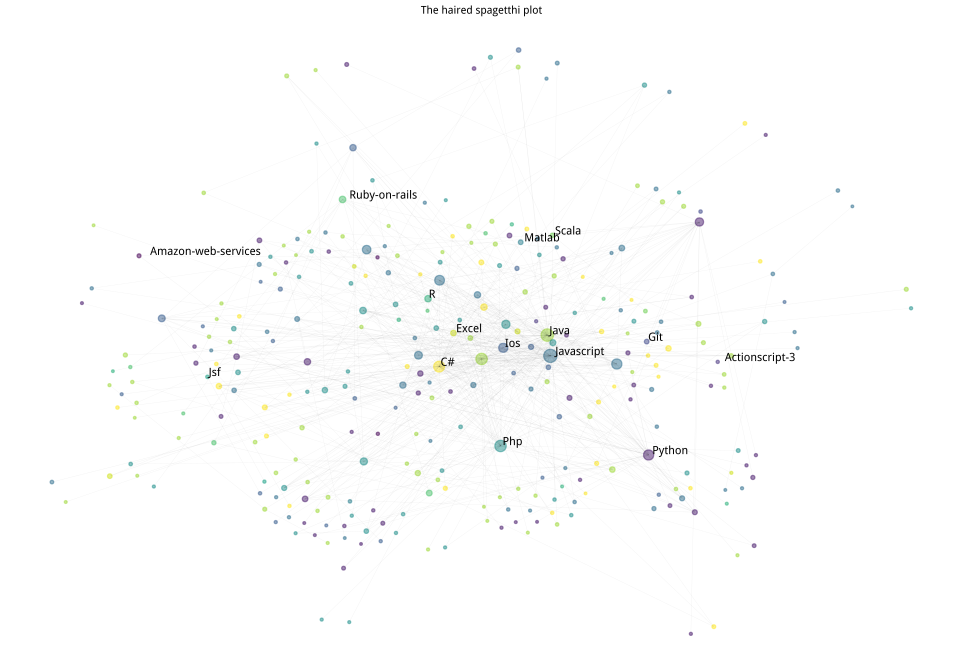 The haired spagetthi plot
Ruby-on-rails
Scala
Matlab
Amazon-web-services
R
Excel
Java
Git
Ios
Javascript
Actionscript-3
C#
Jsf
Php
Python